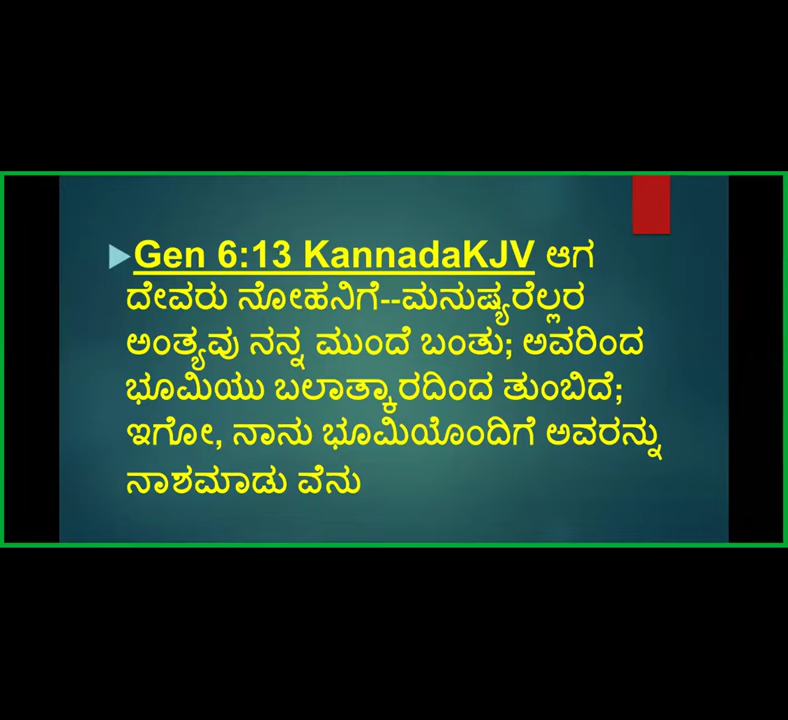 Gen 6:13 KannadaKJV ಆಗ
ದೇವರು ನೋಹನಿಗೆ--ಮನುಷ್ಯರೆಲ್ಲರ
ಅಂತ್ಯವು ನನ್ನ ಮುಂದೆ ಬಂತು; ಅವರಿಂದ
ಭೂಮಿಯು ಬಲಾತ್ಕಾರದಿಂದ ತುಂಬಿದೆ;
ಇಗೋ, ನಾನು ಭೂಮಿಯೊಂದಿಗೆ ಅವರನ್ನು
ನಾಶಮಾಡು ವೆನು